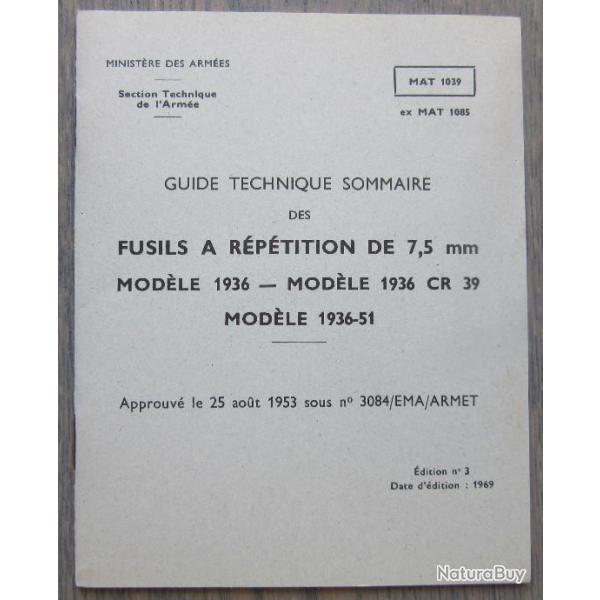 MINISTÈRE DES ARMÉES
Section Technique
de l'Armée
MAT 1039
ex MAT 1085
GUIDE TECHNIQUE SOMMAIRE
DES
FUSILS A RÉPÉTITION DE 7,5 mm
MODÈLE 1936 — MODÈLE 1936 CR 39
MODÈLE 1936-51
Approuvé le 25 août 1953 sous nº 3084/EMA/ARMET
Édition nº 3
Date d'édition : 1969
NaturaBuy